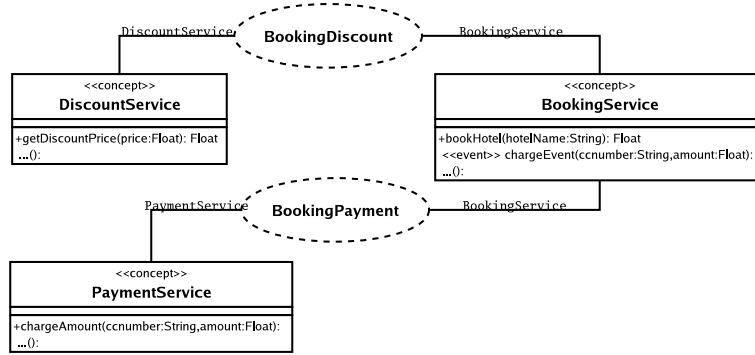 DiscountService
BookingDiscount
BookingService
<<concept>>
DiscountService
+getDiscountPrice(price:Float): Float
...():
<<concept>>
BookingService
+bookHotel(hotelName:String): Float
<<event>> chargeEvent(ccnumber:String,amount:Float):
...():
PaymentService
BookingPayment
BookingService
<<concept>>
PaymentService
+chargeAmount(ccnumber:String,amount:Float):
...():